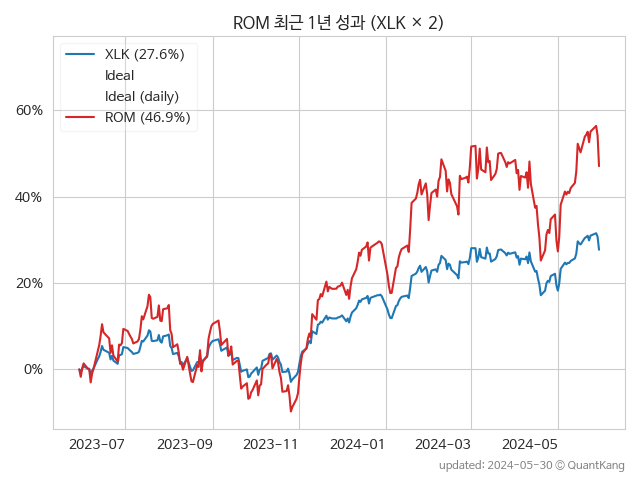 ROM 최근 1년 성과 (XLK × 2)
XLK (27.6%)
Ideal
Ideal (daily)
ROM (46.9%)
60%
40%
20%
0%
2023−07
2023−09
2023−11
2024−01
2024−03
2024−05
updated: 2024-05-30 © QuantKang